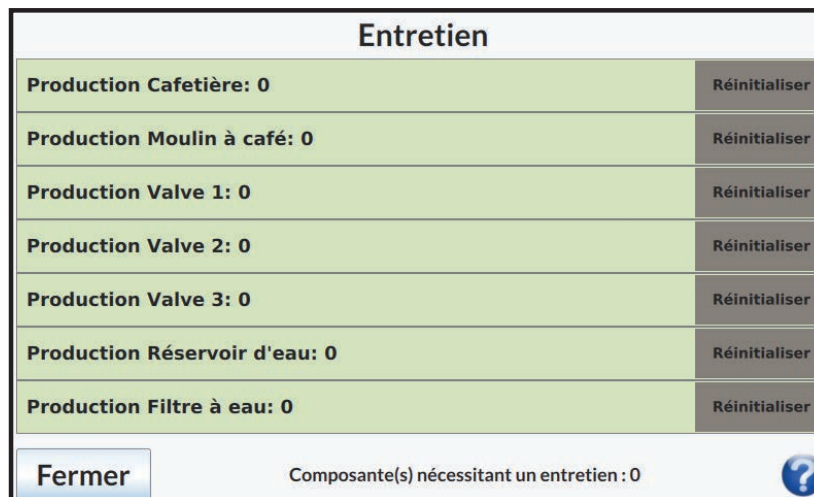 Entretien
Production Cafetière: 0 Réinitialiser
Production Moulin à café: 0 Réinitialiser
Production Valve 1: 0 Réinitialiser
Production Valve 2: 0 Réinitialiser
Production Valve 3: 0 Réinitialiser
Production Réservoir d'eau: 0 Réinitialiser
Production Filtre à eau: 0 Réinitialiser
Fermer Composante(s) nécessitant un entretien : 0 ?